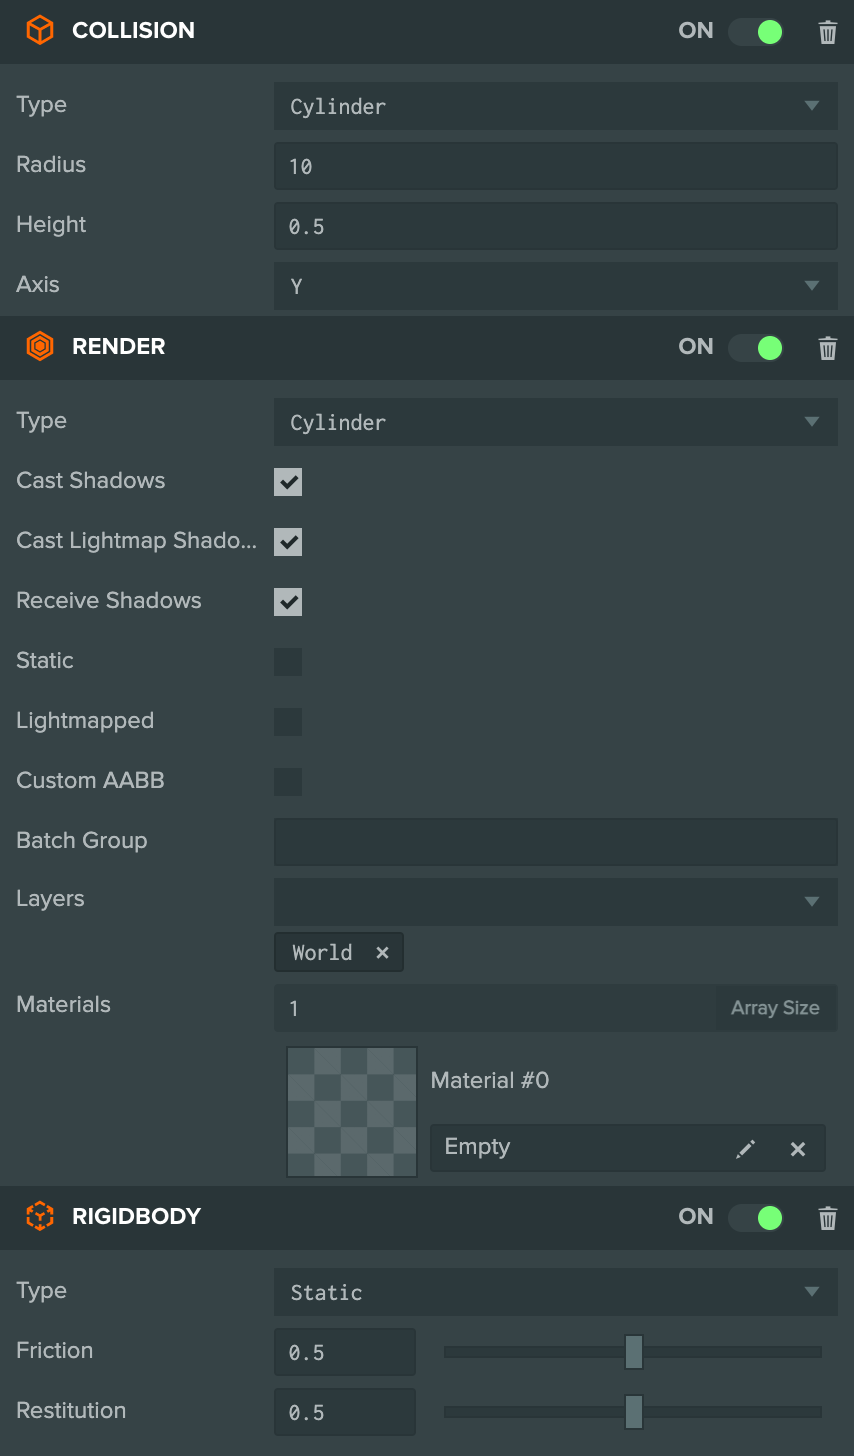 COLLISION ON
Type Cylinder
Radius 10
Height 0.5
Axis Y
RENDER ON
Type Cylinder
Cast Shadows
Cast Lightmap Shado...
Receive Shadows
Static
Lightmapped
Custom AABB
Batch Group
Layers
World ×
Materials 1 Array Size
Material #0
Empty ×
RIGIDBODY ON
Type Static
Friction 0.5
Restitution 0.5